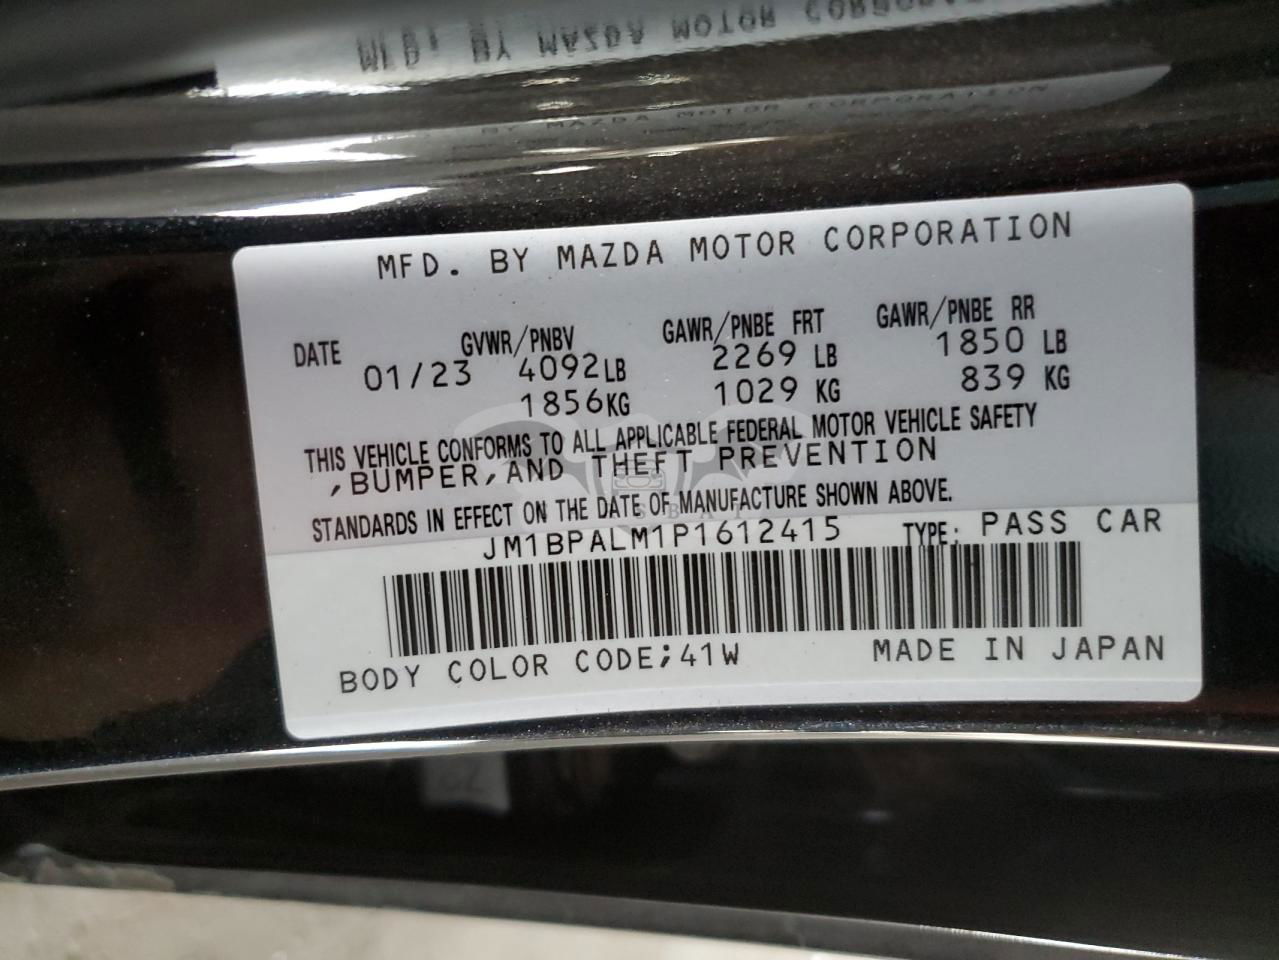 MFD. BY MAZDA MOTOR CORPORATION
DATE GVWR/PNBV GAWR/PNBE FRT GAWR/PNBE RR
01/23 4092LB 2269 LB 1850 LB
1856KG 1029 KG 839 KG
THIS VEHICLE CONFORMS TO ALL APPLICABLE FEDERAL MOTOR VEHICLE SAFETY
,BUMPER,AND THEFT PREVENTION
STANDARDS IN EFFECT ON THE DATE OF MANUFACTURE SHOWN ABOVE.
SBAT
JM1BPALM1P1612415 TYPE: PASS CAR
BODY COLOR CODE;41W MADE IN JAPAN